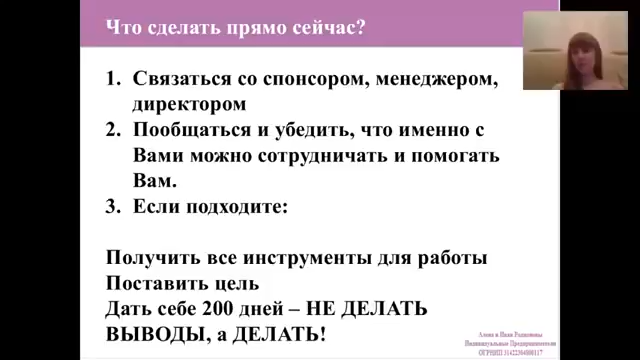 Что сделать прямо сейчас?
1. Связаться со спонсором, менеджером,
директором
2. Пообщаться и убедить, что именно с
Вами можно сотрудничать и помогать
Вам.
3. Если подходите:
Получить все инструменты для работы
Поставить цель
Дать себе 200 дней – НЕ ДЕЛАТЬ
ВЫВОДЫ, а ДЕЛАТЬ!
Алена и Иван Родионовы
Индивидуальные Предприниматели
ОГРНИП